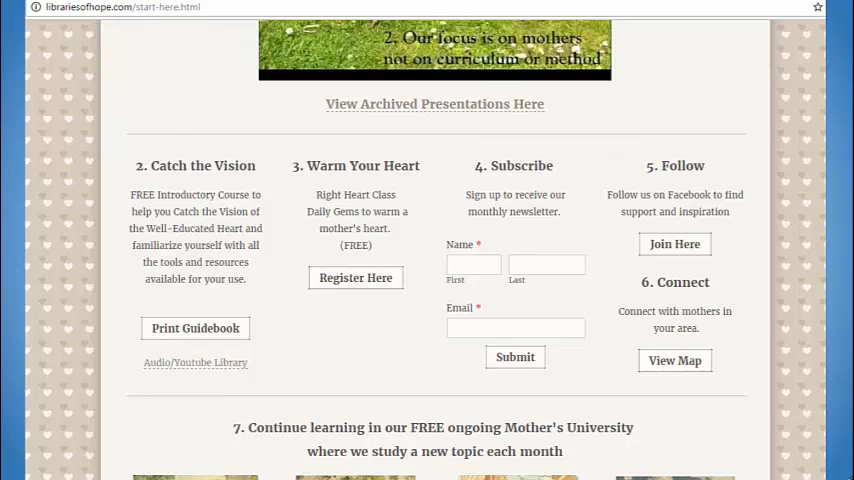 librariesofhope.com/start-here.html
2. Our focus is on mothers
not on curriculum or method
View Archived Presentations Here
2. Catch the Vision
FREE Introductory Course to
help you Catch the Vision of
the Well-Educated Heart and
familiarize yourself with all
the tools and resources
available for your use.
Print Guidebook
Audio/Youtube Library
3. Warm Your Heart
Right Heart Class
Daily Gems to warm a
mother's heart.
(FREE)
Register Here
4. Subscribe
Sign up to receive our
monthly newsletter.
Name *
First Last
Email *
Submit
5. Follow
Follow us on Facebook to find
support and inspiration
Join Here
6. Connect
Connect with mothers in
your area.
View Map
7. Continue learning in our FREE ongoing Mother's University
where we study a new topic each month